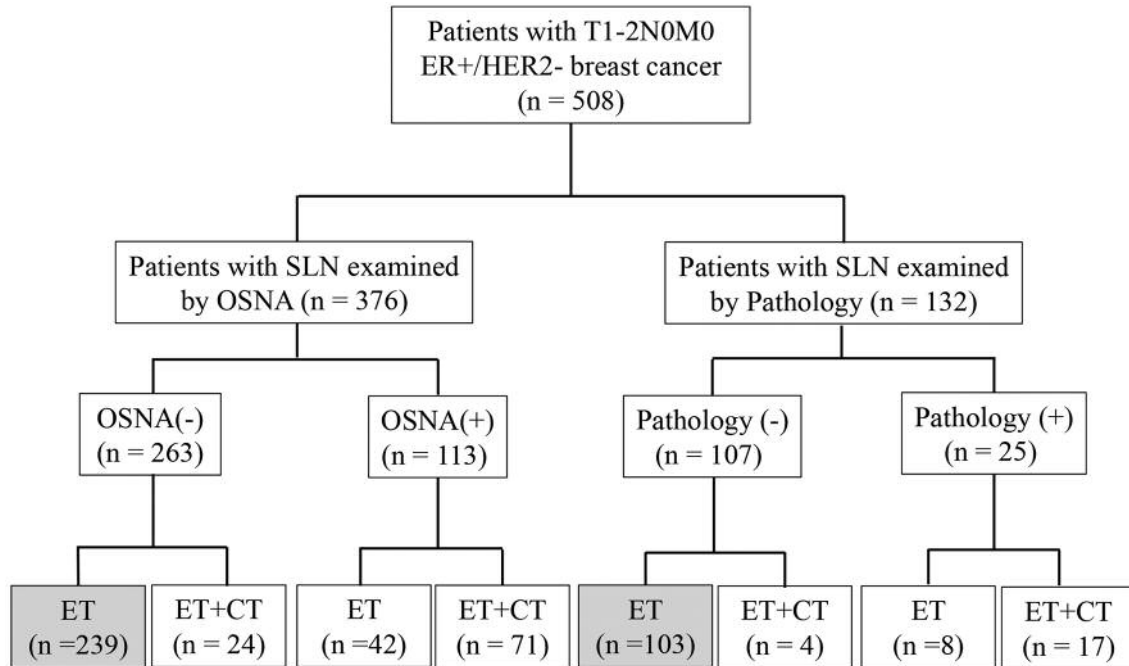 Patients with T1-2N0M0
ER+/HER2- breast cancer
(n = 508)
Patients with SLN examined
by OSNA (n = 376)
Patients with SLN examined
by Pathology (n = 132)
OSNA(-)
(n = 263)
OSNA(+)
(n = 113)
Pathology (-)
(n = 107)
Pathology (+)
(n = 25)
ET
(n =239)
ET+CT
(n = 24)
ET
(n =42)
ET+CT
(n = 71)
ET
(n =103)
ET+CT
(n = 4)
ET
(n =8)
ET+CT
(n = 17)